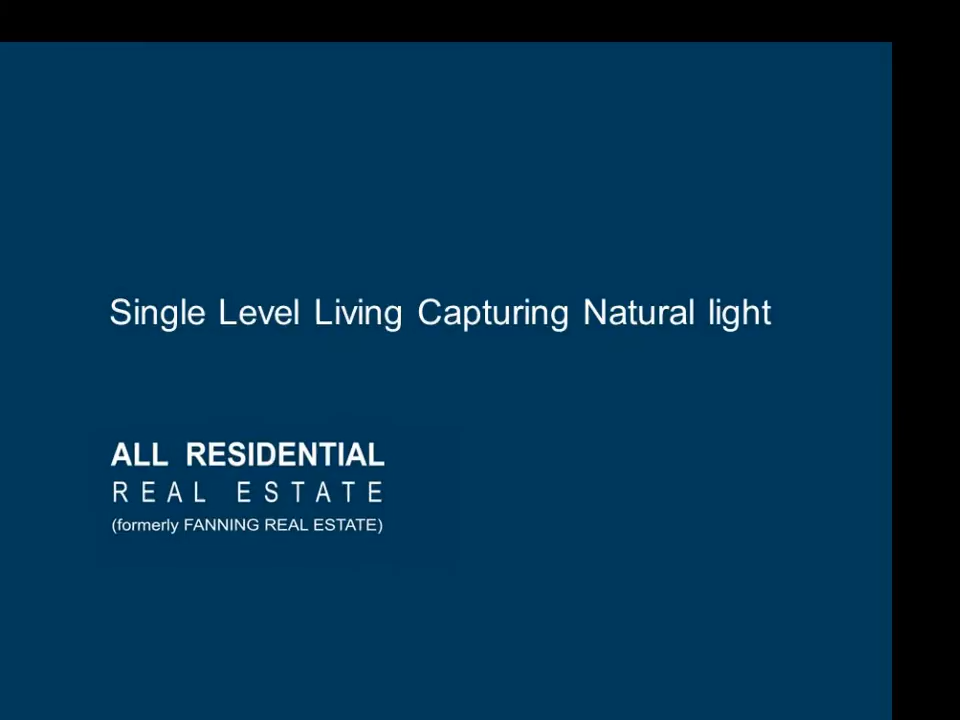 Single Level Living Capturing Natural light
ALL RESIDENTIAL
REAL ESTATE
(formerly FANNING REAL ESTATE)